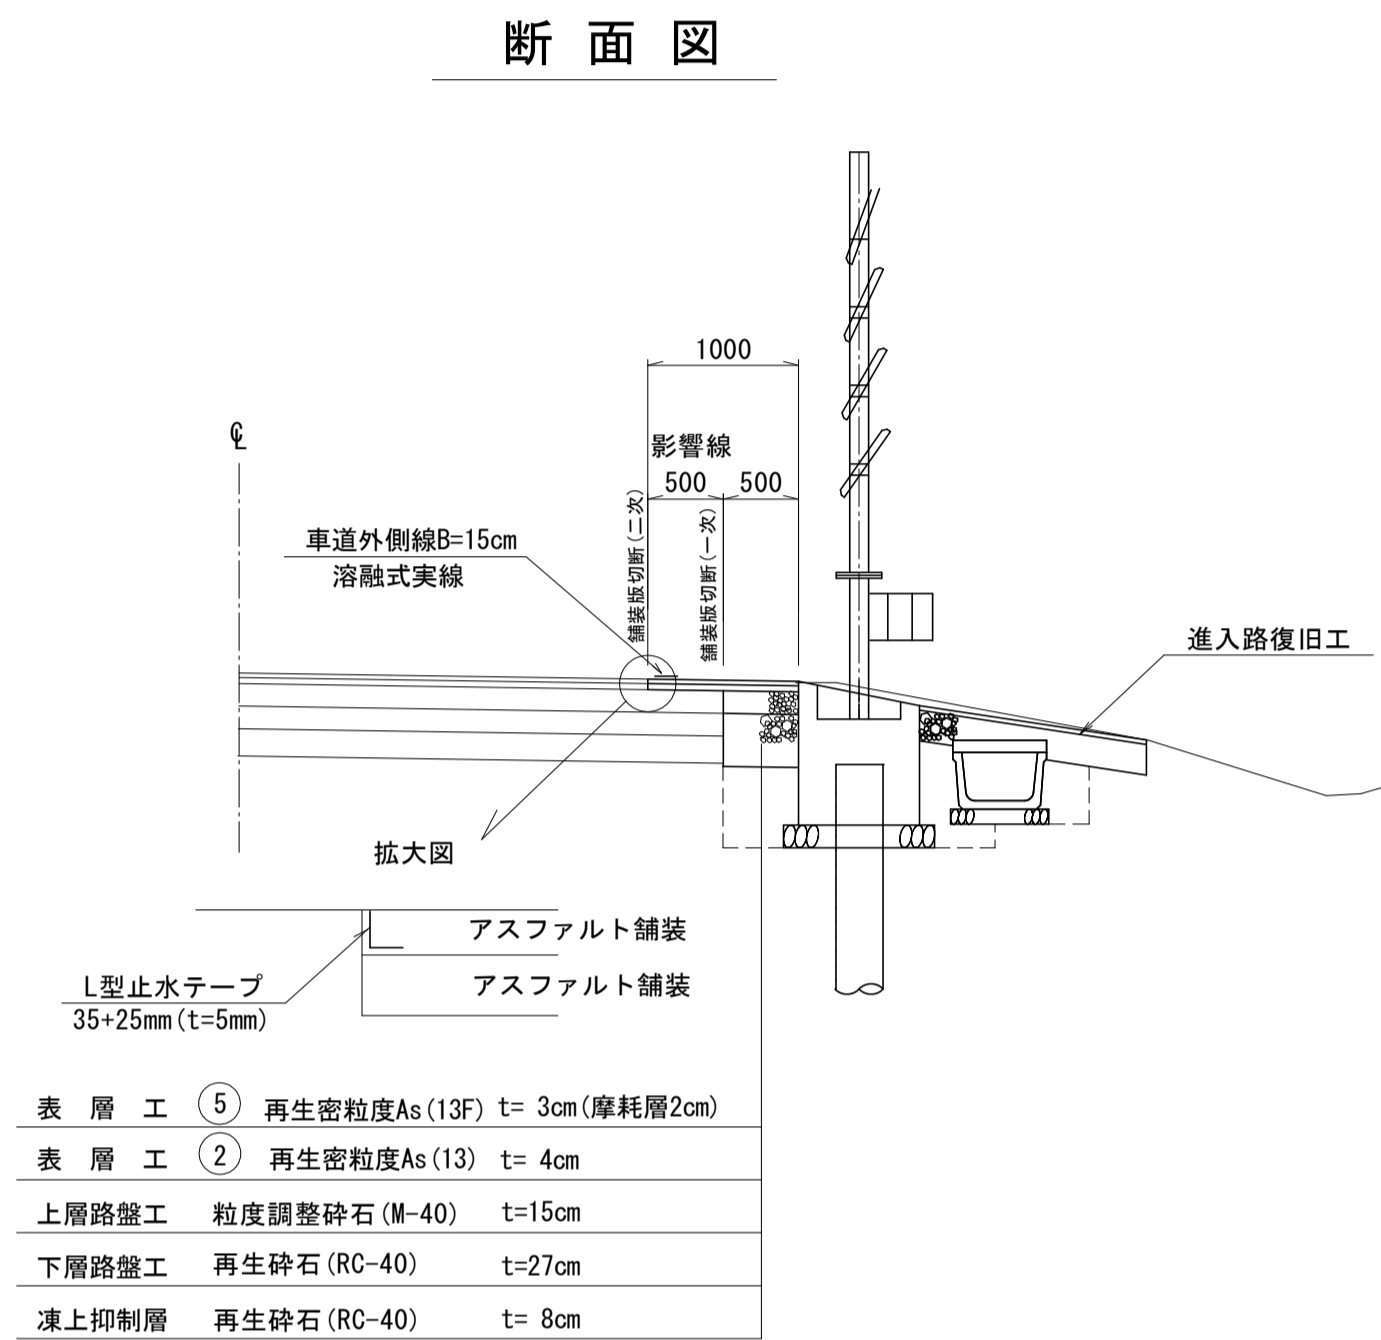 断 面 図
1000
℄
影響線
500 500
舗装版切断(二次)
舗装版切断(一次)
車道外側線B=15cm
溶融式実線
進入路復旧工
拡大図
アスファルト舗装
L型止水テープ
35+25mm(t=5mm)
アスファルト舗装
表 層 工 ⑤ 再生密粒度As(13F) t= 3cm(摩耗層2cm)
表 層 工 ② 再生密粒度As(13) t= 4cm
上層路盤工 粒度調整砕石(M-40) t=15cm
下層路盤工 再生砕石(RC-40) t=27cm
凍上抑制層 再生砕石(RC-40) t= 8cm